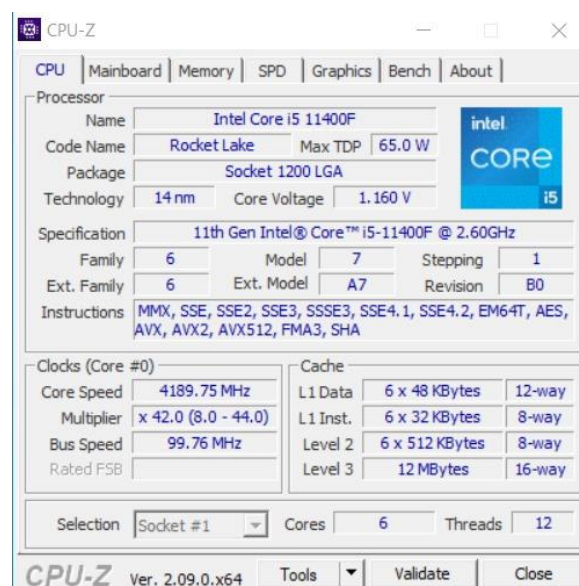 CPU-Z
CPU Mainboard Memory SPD Graphics Bench About
Processor
Name Intel Core i5 11400F
Code Name Rocket Lake Max TDP 65.0 W
Package Socket 1200 LGA
Technology 14 nm Core Voltage 1.160 V
intel
CORE
i5
Specification 11th Gen Intel® Core™ i5-11400F @ 2.60GHz
Family 6 Model 7 Stepping 1
Ext. Family 6 Ext. Model A7 Revision B0
Instructions MMX, SSE, SSE2, SSE3, SSSE3, SSE4.1, SSE4.2, EM64T, AES,
AVX, AVX2, AVX512, FMA3, SHA
Clocks (Core #0)
Core Speed 4189.75 MHz
Multiplier x 42.0 (8.0 - 44.0)
Bus Speed 99.76 MHz
Rated FSB
Cache
L1 Data 6 x 48 KBytes 12-way
L1 Inst. 6 x 32 KBytes 8-way
Level 2 6 x 512 KBytes 8-way
Level 3 12 MBytes 16-way
Selection Socket #1 Cores 6 Threads 12
CPU-Z Ver. 2.09.0.x64 Tools Validate Close